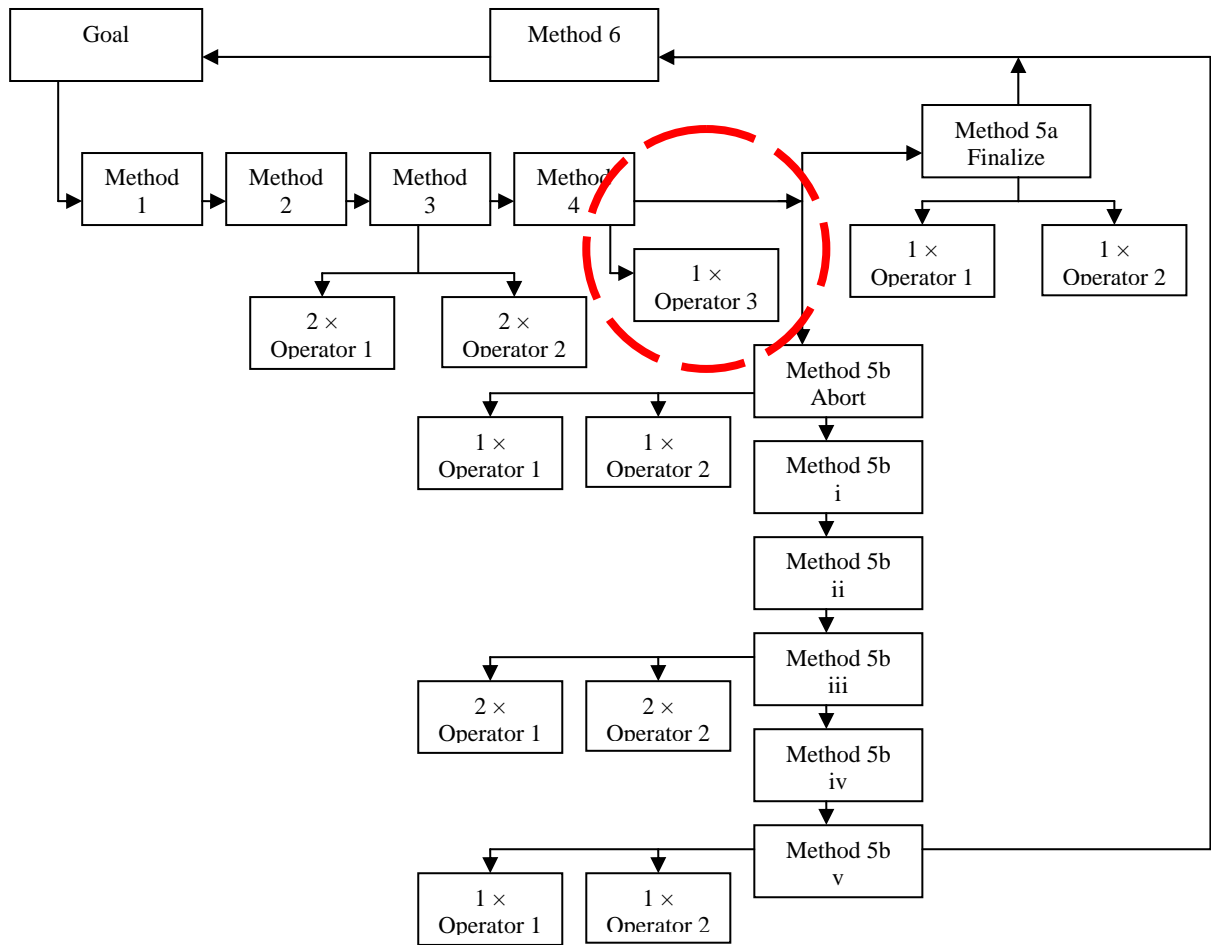 Goal
Method 6
Method 5a
Finalize
Method
1
Method
2
Method
3
Method
4
1 ×
Operator 1
1 ×
Operator 2
1 ×
Operator 3
2 ×
Operator 1
2 ×
Operator 2
Method 5b
Abort
1 ×
Operator 1
1 ×
Operator 2
Method 5b
i
Method 5b
ii
Method 5b
iii
2 ×
Operator 1
2 ×
Operator 2
Method 5b
iv
Method 5b
v
1 ×
Operator 1
1 ×
Operator 2